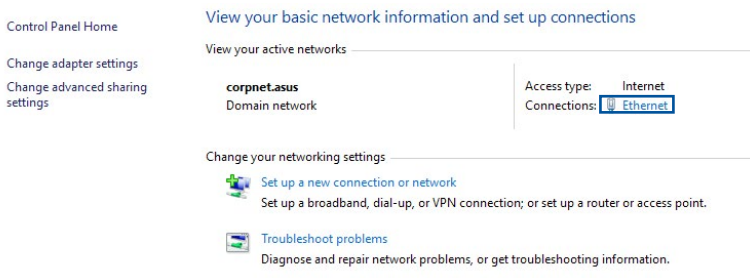 Control Panel Home
Change adapter settings
Change advanced sharing
settings
View your basic network information and set up connections
View your active networks
corpnet.asus
Domain network
Access type: Internet
Connections: Ethernet
Change your networking settings
Set up a new connection or network
Set up a broadband, dial-up, or VPN connection; or set up a router or access point.
Troubleshoot problems
Diagnose and repair network problems, or get troubleshooting information.